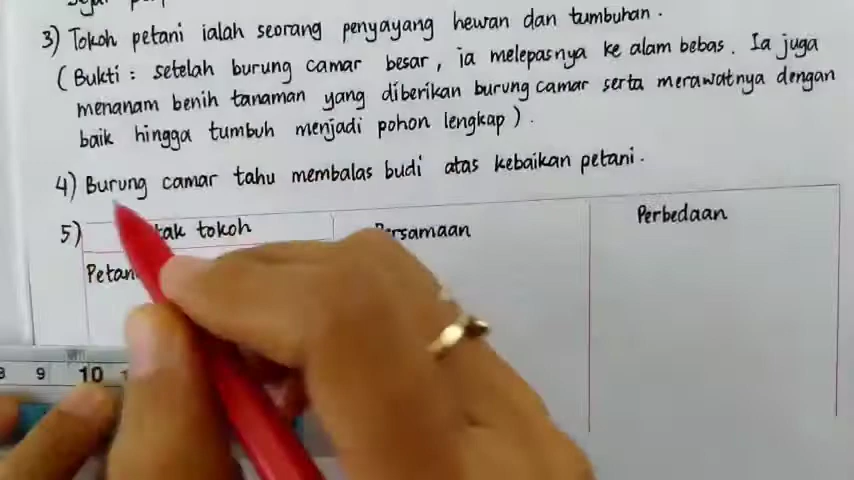 3) Tokoh petani ialah seorang penyayang hewan dan tumbuhan.
(Bukti : setelah burung camar besar, ia melepasnya ke alam bebas. Ia juga
menanam benih tanaman yang diberikan burung camar serta merawatnya dengan
baik hingga tumbuh menjadi pohon lengkap).
4) Burung camar tahu membalas budi atas kebaikan petani.
5) tokoh Perbedaan
9 10